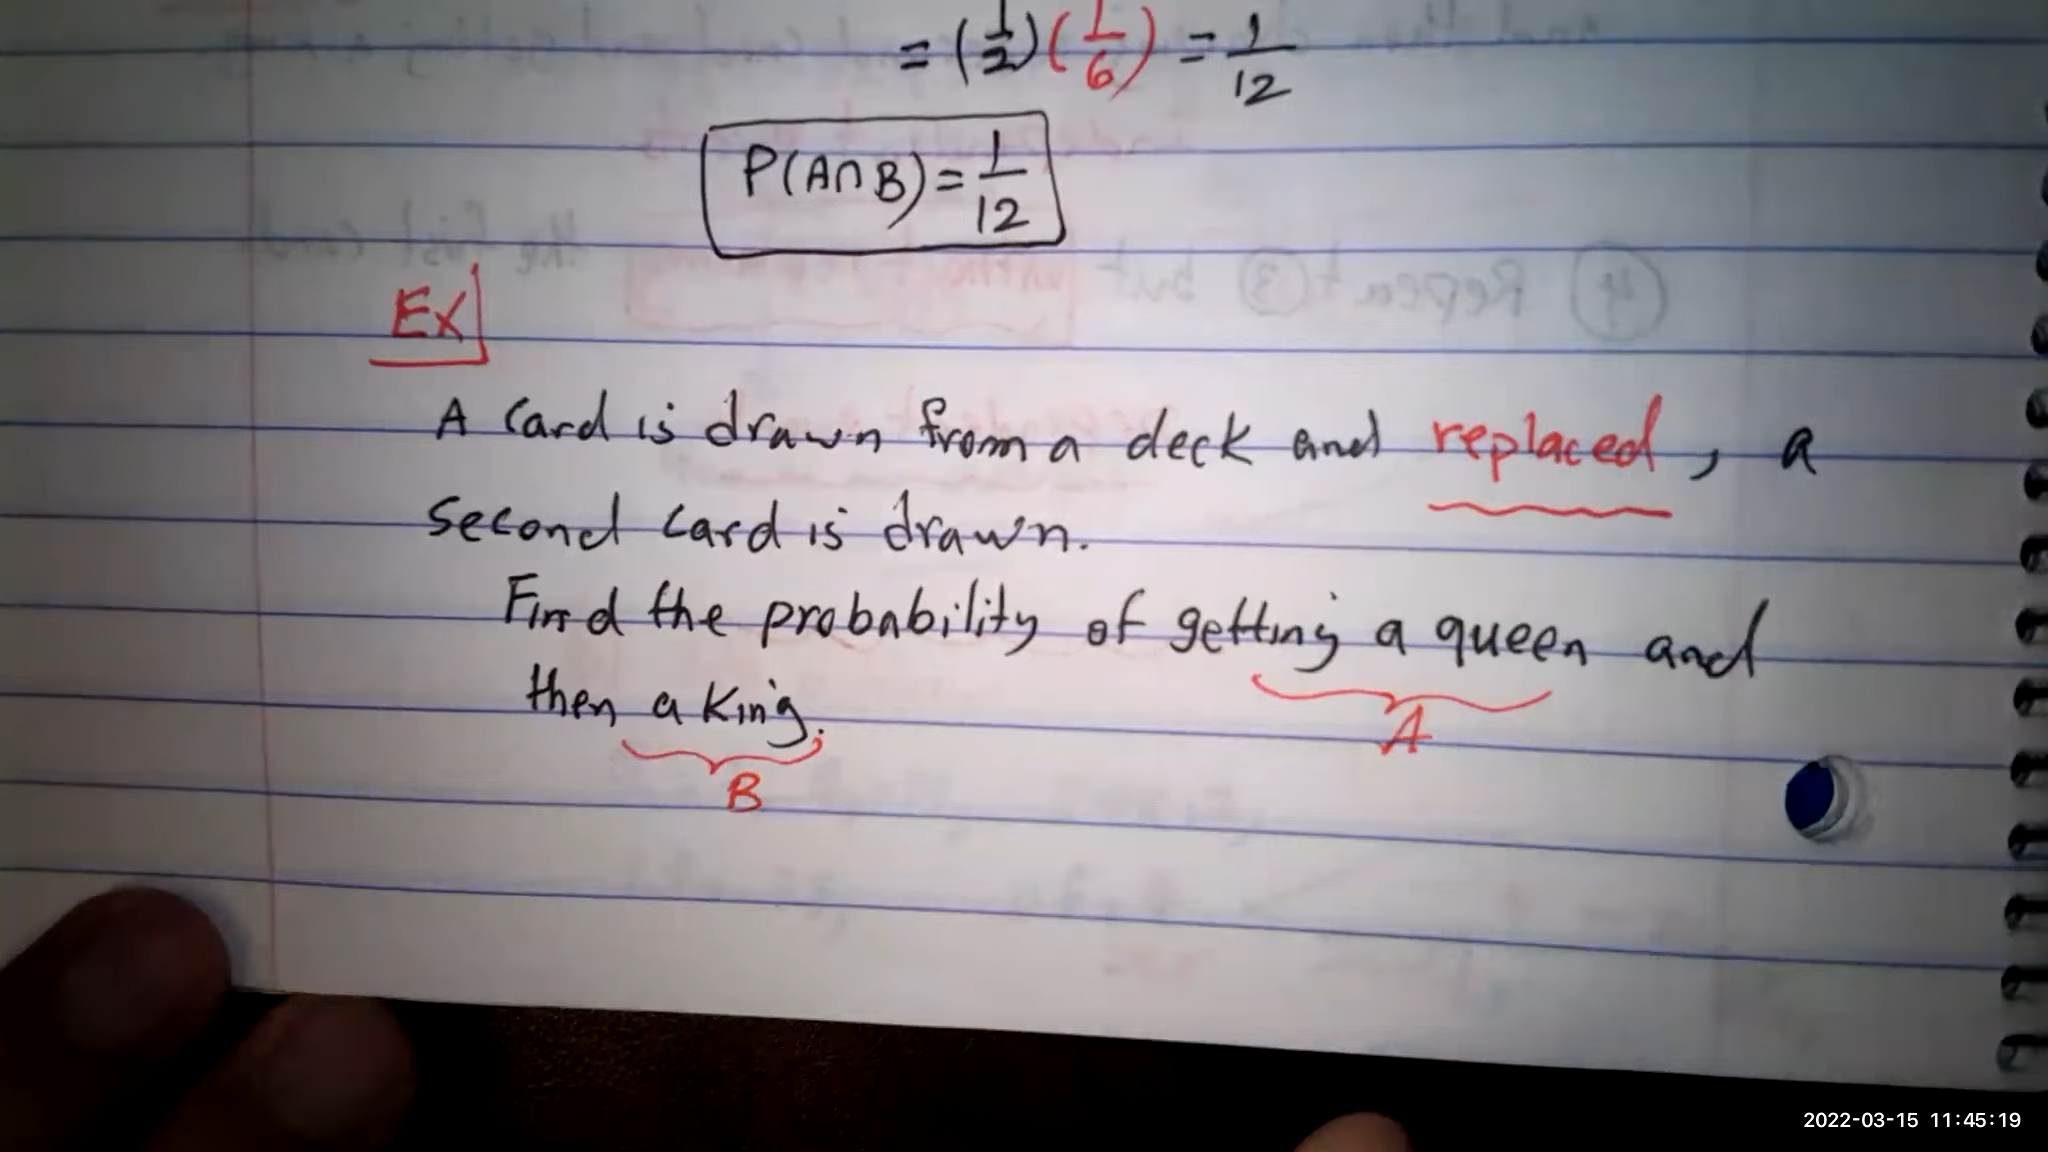 = (1/2)(1/6) = 1/12
P(A∩B) = 1/12
Ex
A card is drawn from a deck and replaced, a
second card is drawn.
Find the probability of getting a queen and
then a king.
A
B
2022-03-15 11:45:19